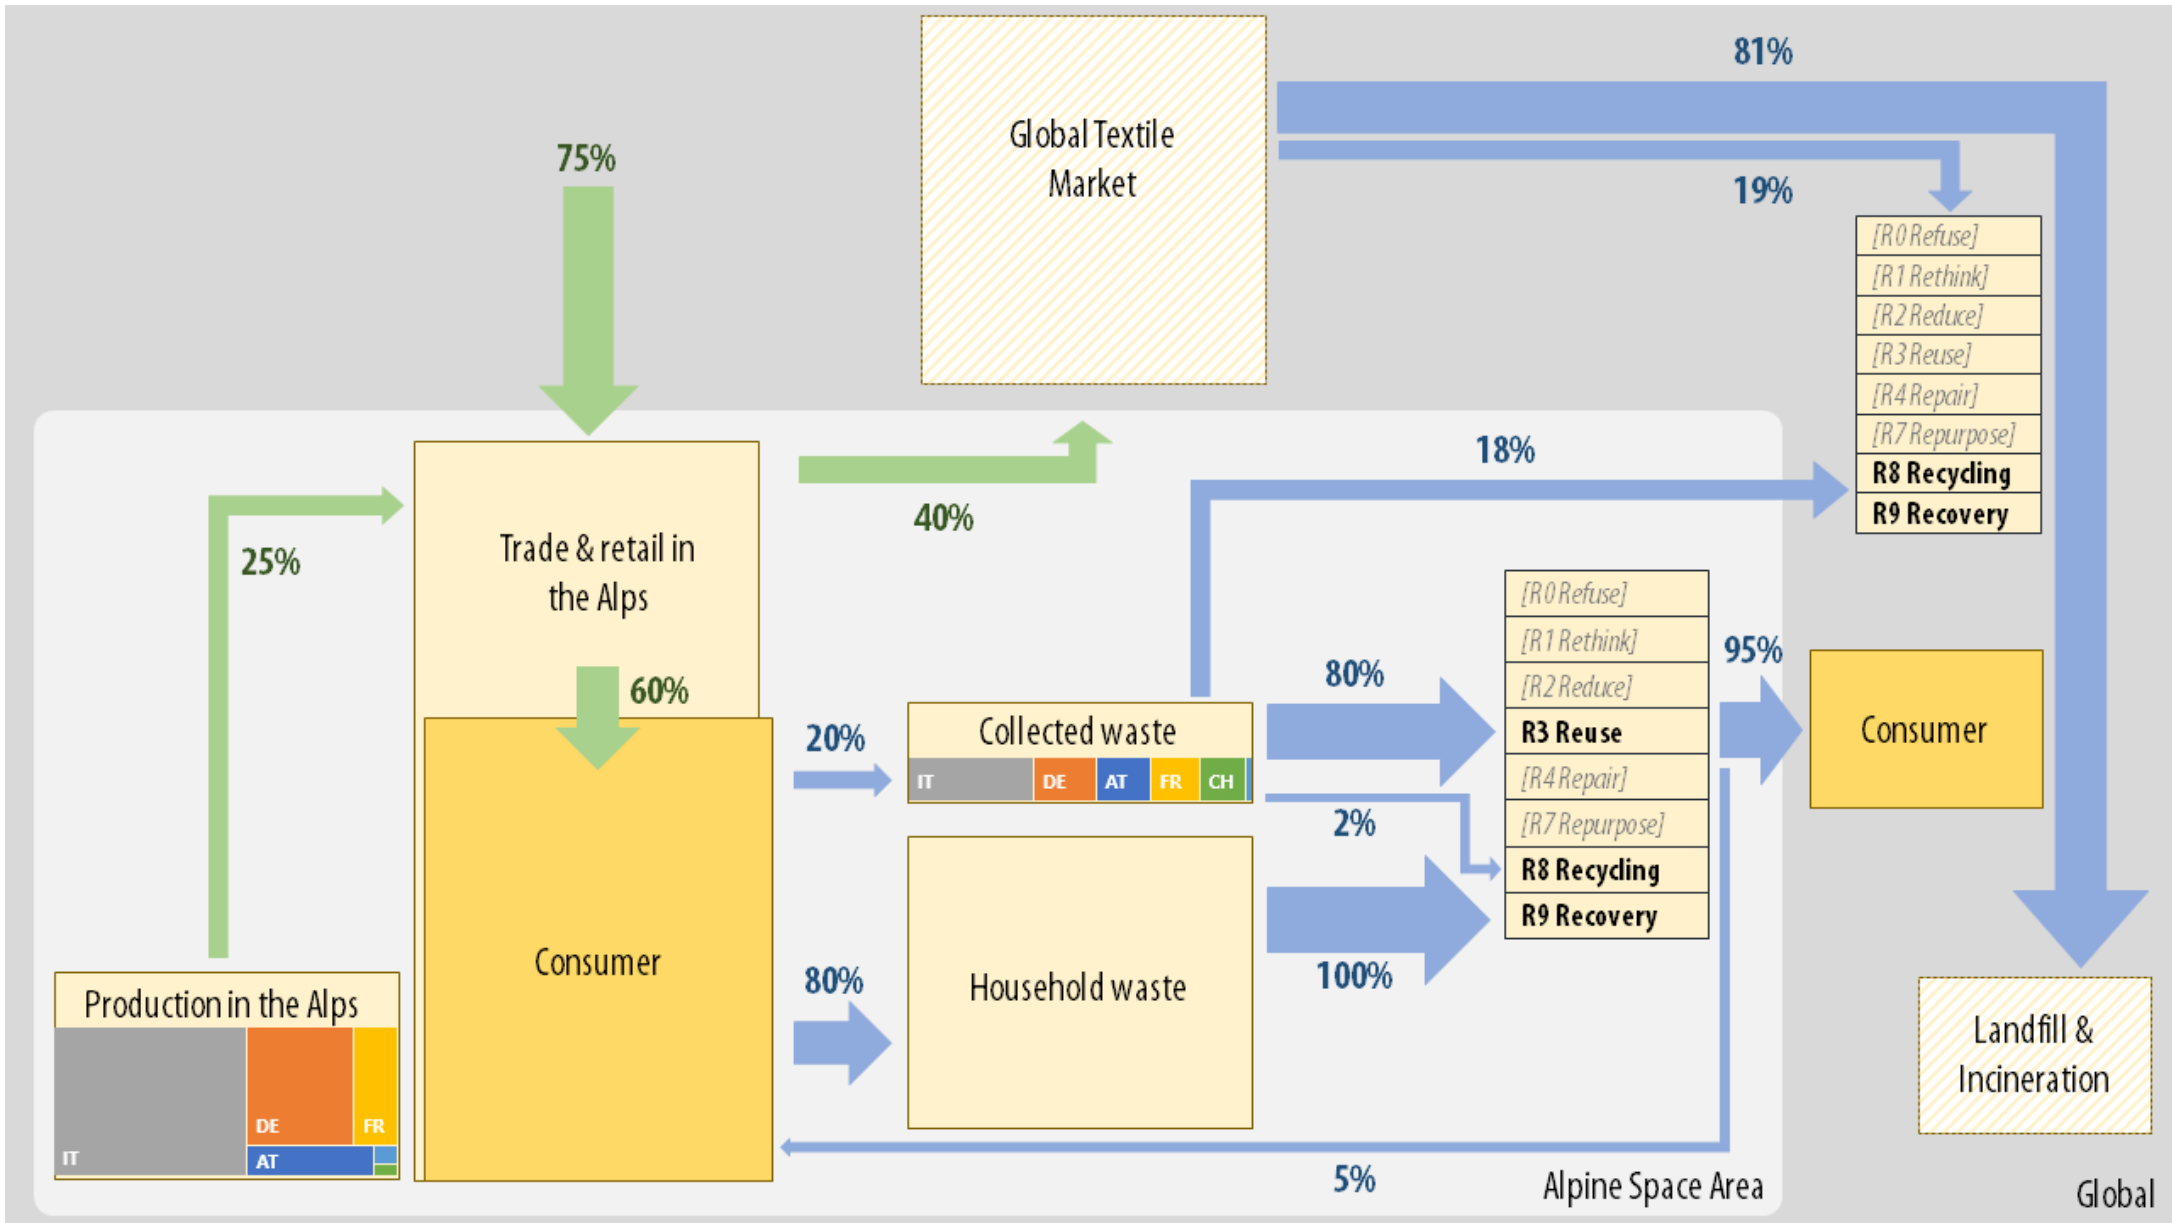 81%
Global Textile
Market
75%
19%
[R0 Refuse]
[R1 Rethink]
[R2 Reduce]
[R3 Reuse]
[R4 Repair]
[R7 Repurpose]
R8 Recycling
R9 Recovery
18%
40%
25%
Trade & retail in
the Alps
60%
[R0 Refuse]
[R1 Rethink]
[R2 Reduce]
R3 Reuse
[R4 Repair]
[R7 Repurpose]
R8 Recycling
R9 Recovery
95%
80%
Consumer
20%
Collected waste
IT DE AT FR CH
2%
Consumer
80%
Household waste
100%
Production in the Alps
DE FR
IT AT
Landfill &
Incineration
5%
Alpine Space Area
Global